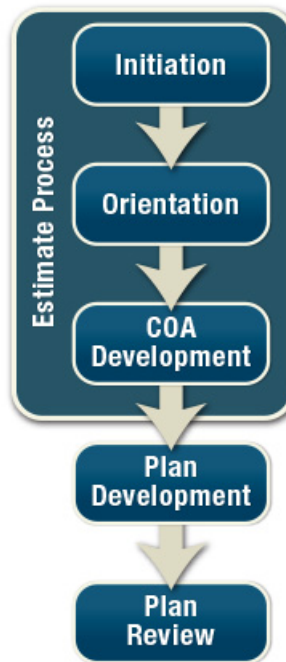 Estimate Process
Initiation
Orientation
COA
Development
Plan
Development
Plan
Review